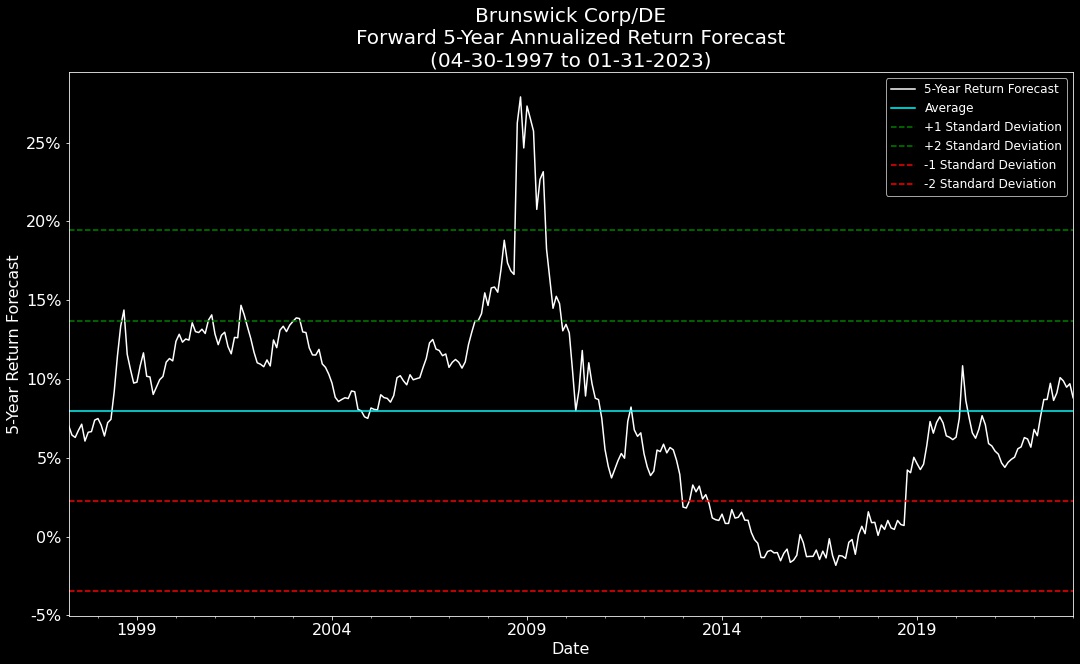 Brunswick Corp/DE
Forward 5-Year Annualized Return Forecast
(04-30-1997 to 01-31-2023)
5-Year Return Forecast
Average
+1 Standard Deviation
+2 Standard Deviation
-1 Standard Deviation
-2 Standard Deviation
25%
20%
15%
10%
5%
0%
-5%
5-Year Return Forecast
1999
2004
2009
2014
2019
Date